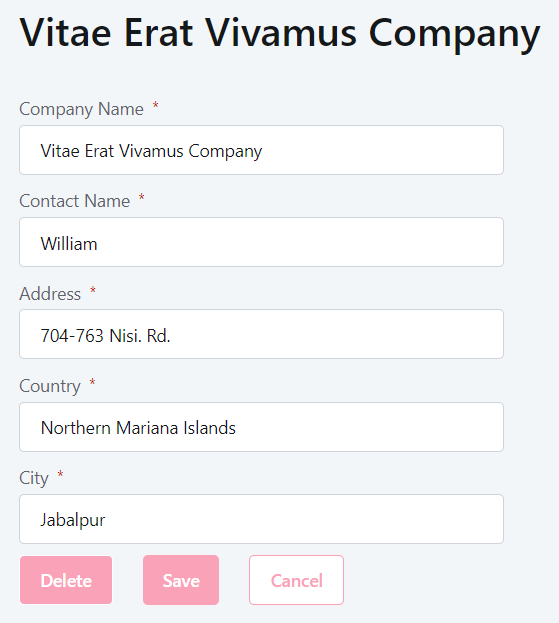 Vitae Erat Vivamus Company
Company Name *
Vitae Erat Vivamus Company
Contact Name *
William
Address *
704-763 Nisi. Rd.
Country *
Northern Mariana Islands
City *
Jabalpur
Delete Save Cancel